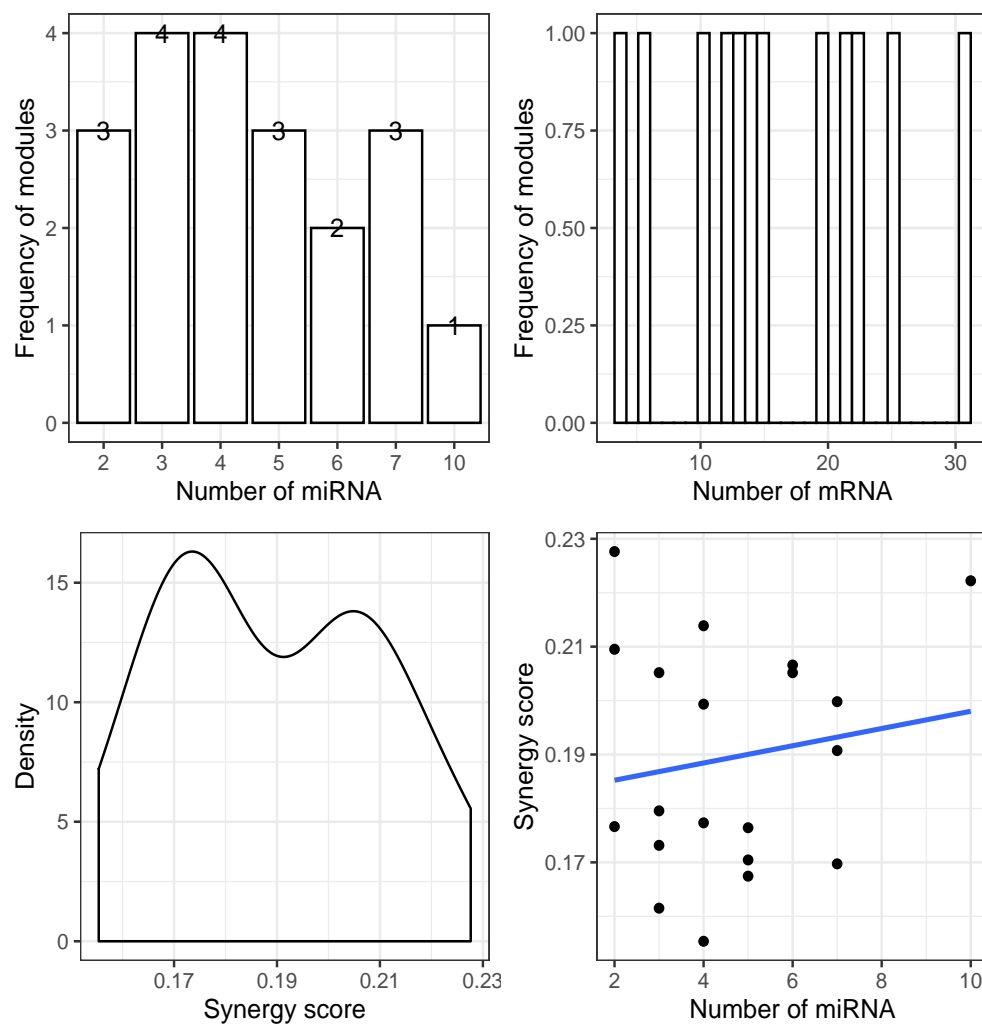 Frequency of modules
4
3
2
1
0
3
4
4
3
2
3
1
2 3 4 5 6 7 10
Number of miRNA
Frequency of modules
1.00
0.75
0.50
0.25
0.00
10 20 30
Number of mRNA
Density
15
10
5
0
0.17 0.19 0.21 0.23
Synergy score
Synergy score
0.23
0.21
0.19
0.17
2 4 6 8 10
Number of miRNA